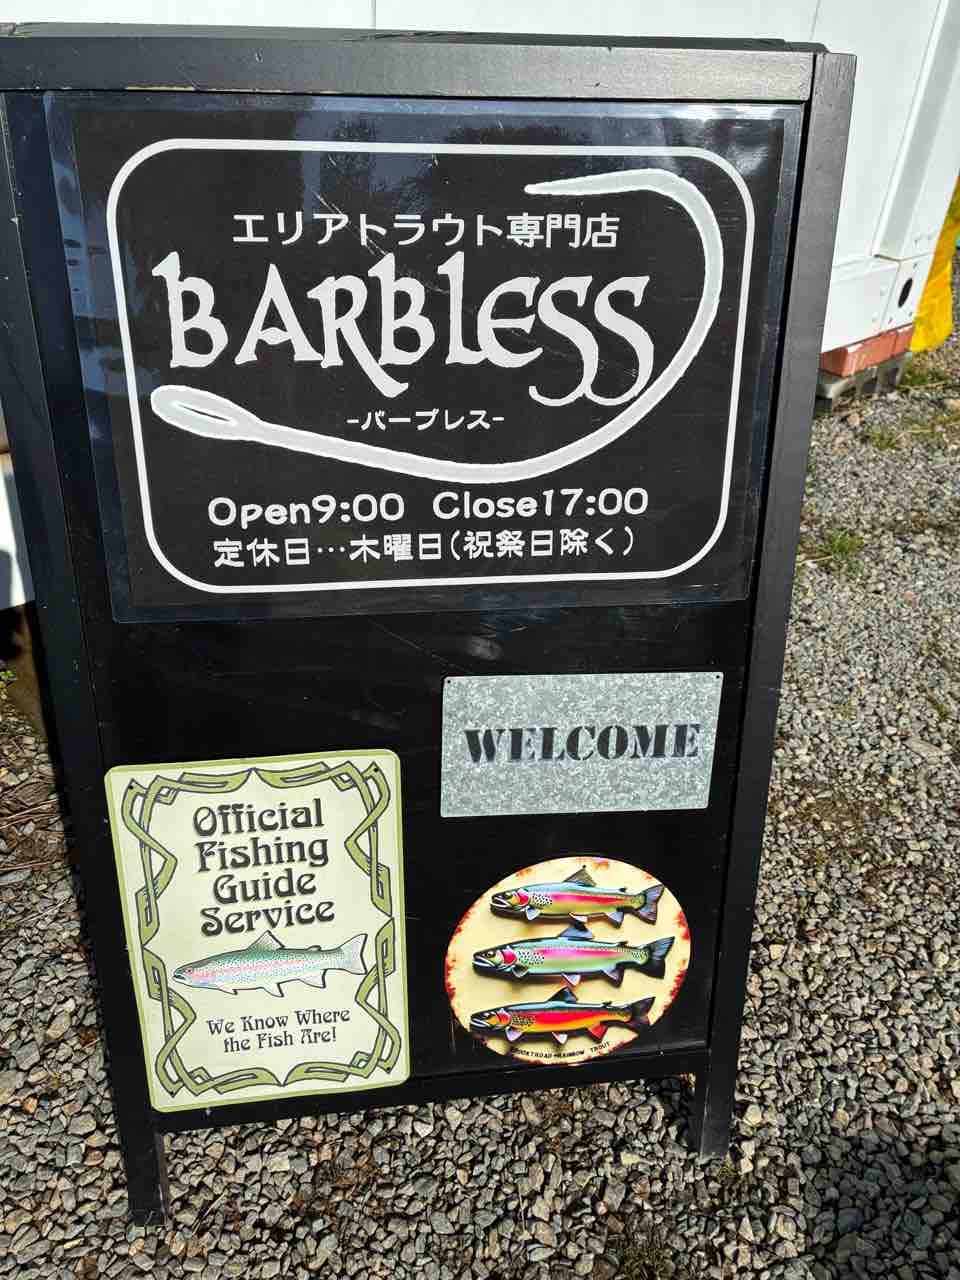 エリアトラウト専門店
BARBLESS
-バーブレス-
Open9:00 Close17:00
定休日…木曜日(祝祭日除く)
WELCOME
Official
Fishing
Guide
Service
We Know Where
the Fish Are!
RAINBOW TROUT